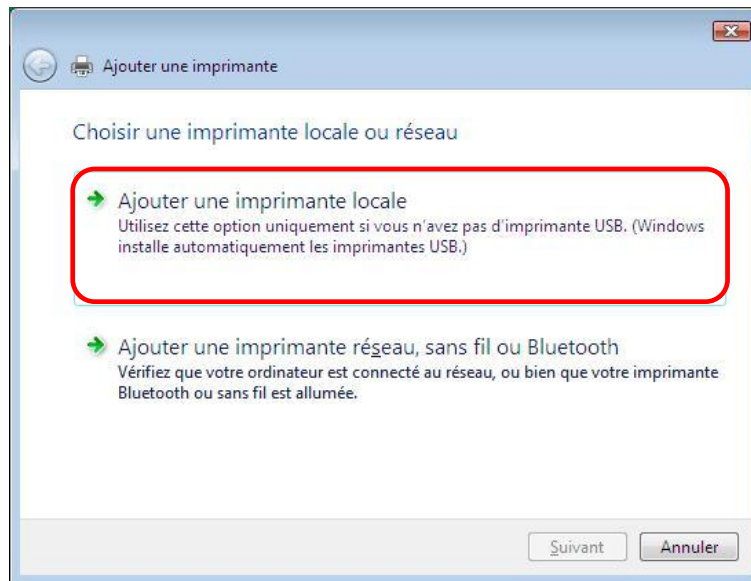 Ajouter une imprimante
Choisir une imprimante locale ou réseau
Ajouter une imprimante locale
Utilisez cette option uniquement si vous n'avez pas d'imprimante USB. (Windows
installe automatiquement les imprimantes USB.)
Ajouter une imprimante réseau, sans fil ou Bluetooth
Vérifiez que votre ordinateur est connecté au réseau, ou bien que votre imprimante
Bluetooth ou sans fil est allumée.
Suivant
Annuler